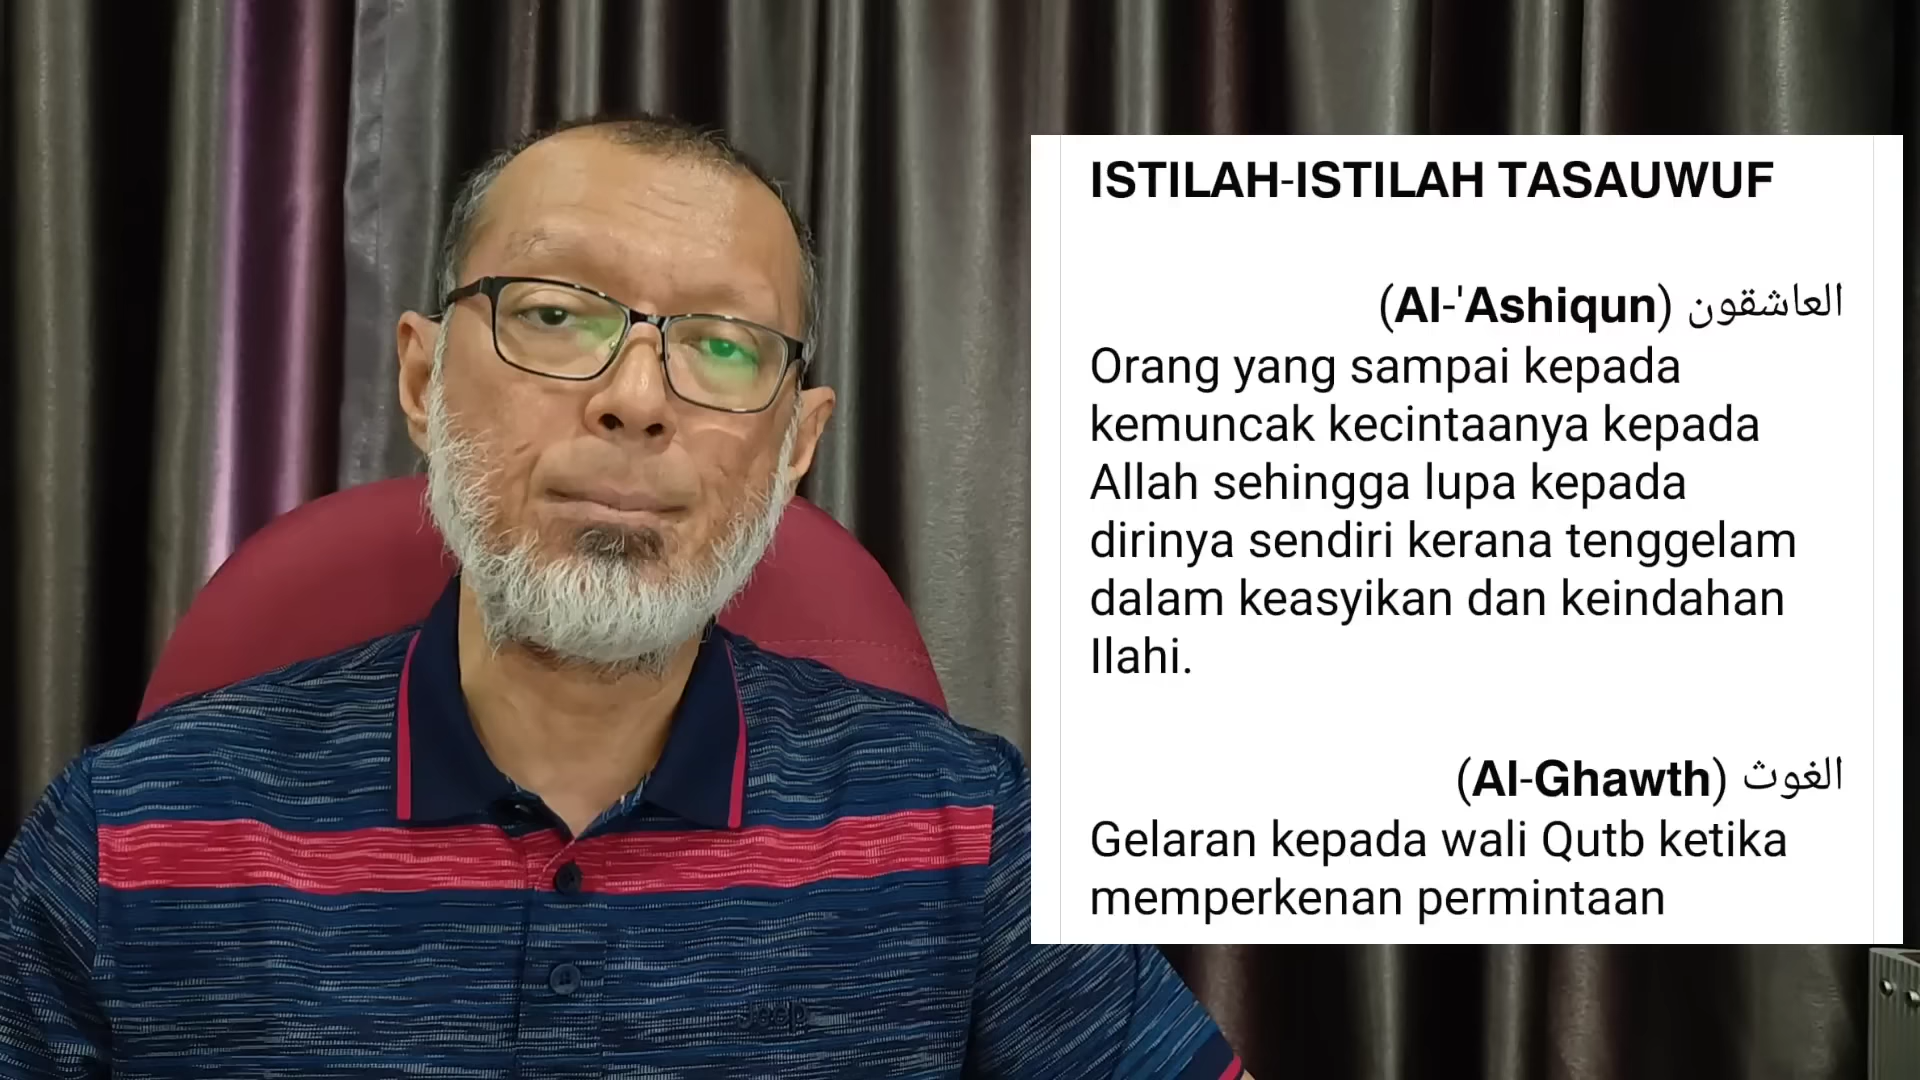 ISTILAH-ISTILAH TASAUWUF
العاشقون (Al-'Ashiqun)
Orang yang sampai kepada
kemuncak kecintaanya kepada
Allah sehingga lupa kepada
dirinya sendiri kerana tenggelam
dalam keasyikan dan keindahan
Ilahi.
الغوث (Al-Ghawth)
Gelaran kepada wali Qutb ketika
memperkenan permintaan
Jeep